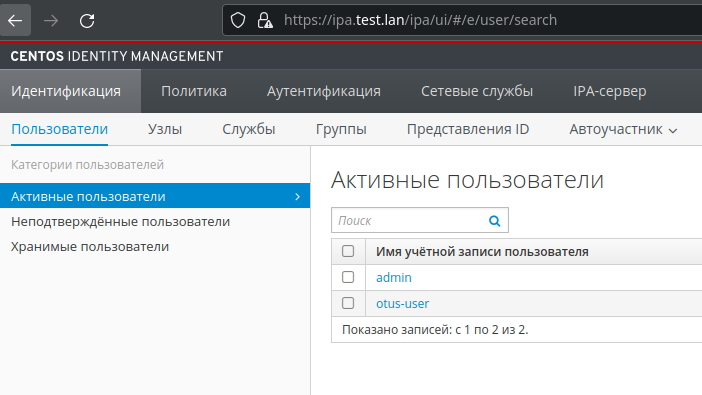 https://ipa.test.lan/ipa/ui/#/e/user/search
CENTOS IDENTITY MANAGEMENT
Идентификация Политика Аутентификация Сетевые службы IPA-сервер
Пользователи Узлы Службы Группы Представления ID Автоучастник
Категории пользователей
Активные пользователи
Неподтверждённые пользователи
Хранимые пользователи
Активные пользователи
Поиск
Имя учётной записи пользователя
admin
otus-user
Показано записей: с 1 по 2 из 2.